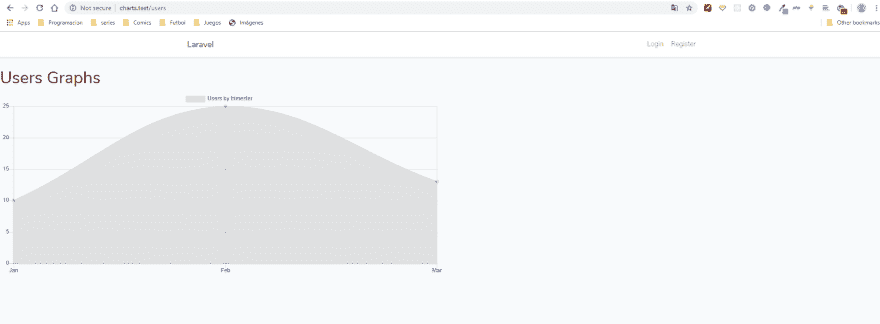 Not secure | charts.test/users
Apps Programacion series Comics Futbol Juegos Imágenes Other bookmarks
Laravel Login Register
Users Graphs
Users by trimester
25
20
15
10
5
0
Jan Feb Mar